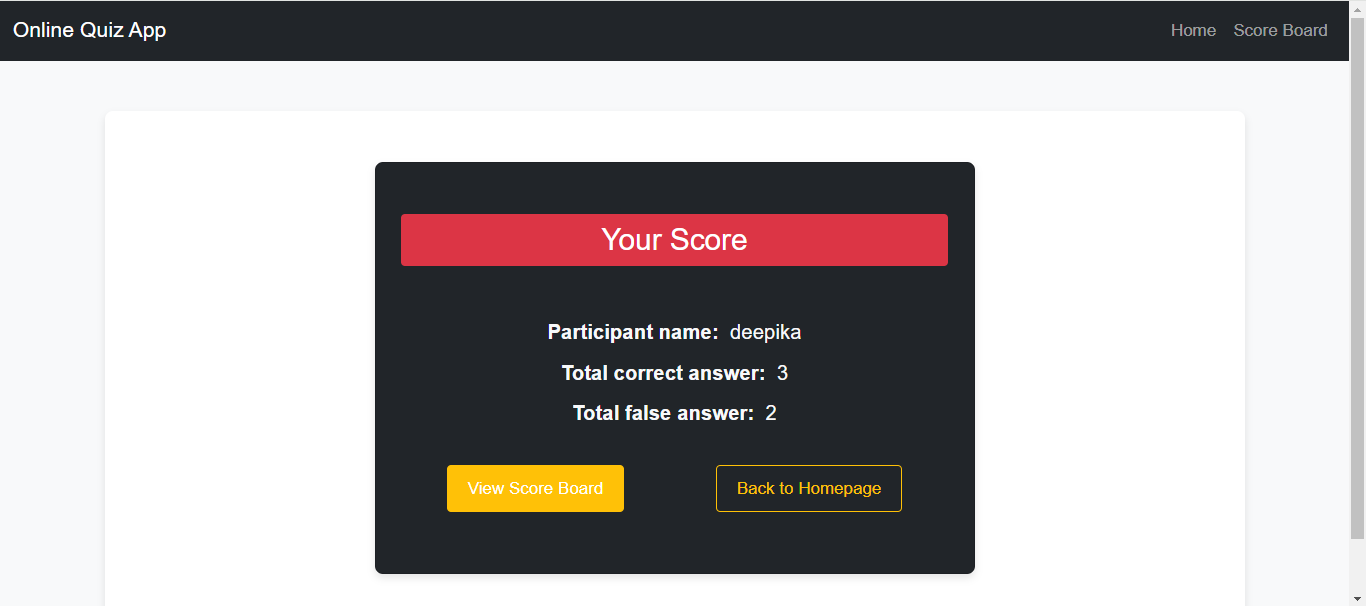 Online Quiz App Home Score Board
Your Score
Participant name: deepika
Total correct answer: 3
Total false answer: 2
View Score Board Back to Homepage